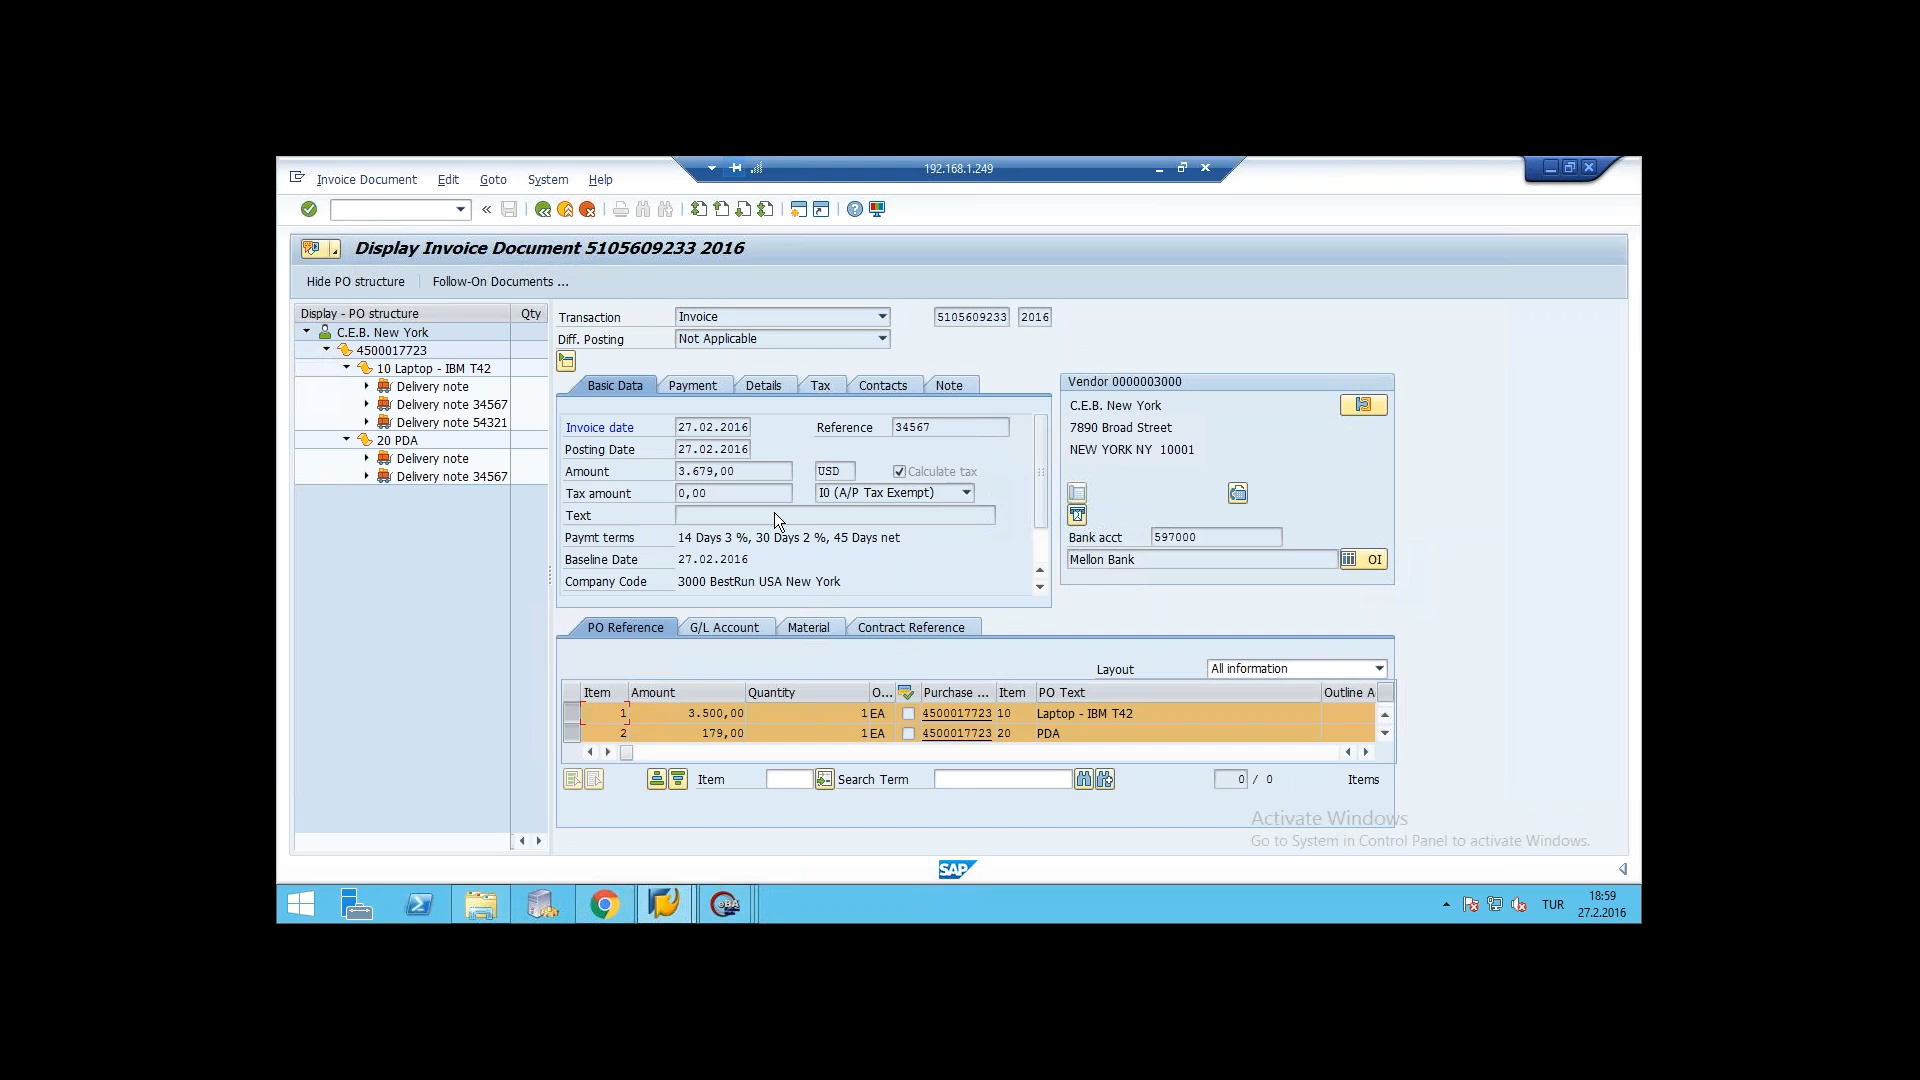 192.168.1.249
Invoice Document Edit Goto System Help
Display Invoice Document 5105609233 2016
Hide PO structure Follow-On Documents ...
Display - PO structure Qty
C.E.B. New York
4500017723
10 Laptop - IBM T42
Delivery note
Delivery note 34567
Delivery note 54321
20 PDA
Delivery note
Delivery note 34567
Transaction Invoice 5105609233 2016
Diff. Posting Not Applicable
Basic Data Payment Details Tax Contacts Note
Invoice date 27.02.2016 Reference 34567
Posting Date 27.02.2016
Amount 3.679,00 USD Calculate tax
Tax amount 0,00 I0 (A/P Tax Exempt)
Text
Paymt terms 14 Days 3 %, 30 Days 2 %, 45 Days net
Baseline Date 27.02.2016
Company Code 3000 BestRun USA New York
Vendor 0000003000
C.E.B. New York
7890 Broad Street
NEW YORK NY 10001
Bank acct 597000
Mellon Bank OI
PO Reference G/L Account Material Contract Reference
Layout All information
Item Amount Quantity O... Purchase ... Item PO Text Outline A
1 3.500,00 1 EA 4500017723 10 Laptop - IBM T42
2 179,00 1 EA 4500017723 20 PDA
Item Search Term 0 / 0 Items
Activate Windows
Go to System in Control Panel to activate Windows.
SAP
TUR 18:59
27.2.2016